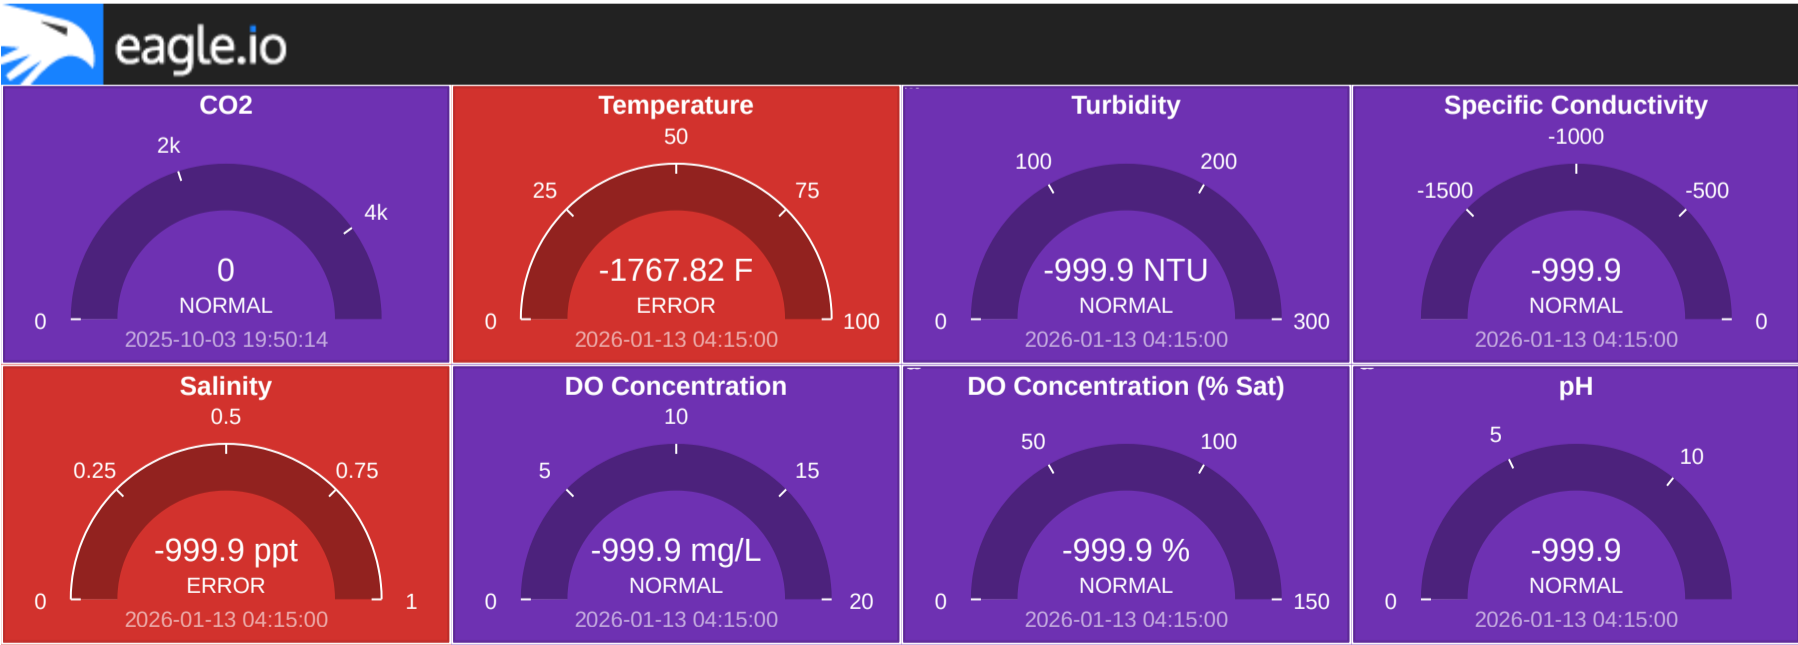 eagle.io
CO2
2k
4k
0
0
NORMAL
2025-10-03 19:50:14
Temperature
50
25
75
0
100
-1767.82 F
ERROR
2026-01-13 04:15:00
Turbidity
100
200
0
300
-999.9 NTU
NORMAL
2026-01-13 04:15:00
Specific Conductivity
-1000
-1500
-500
0
-999.9
NORMAL
2026-01-13 04:15:00
Salinity
0.5
0.25
0.75
0
1
-999.9 ppt
ERROR
2026-01-13 04:15:00
DO Concentration
10
5
15
0
20
-999.9 mg/L
NORMAL
2026-01-13 04:15:00
DO Concentration (% Sat)
50
100
0
150
-999.9 %
NORMAL
2026-01-13 04:15:00
pH
5
10
0
-999.9
NORMAL
2026-01-13 04:15:00